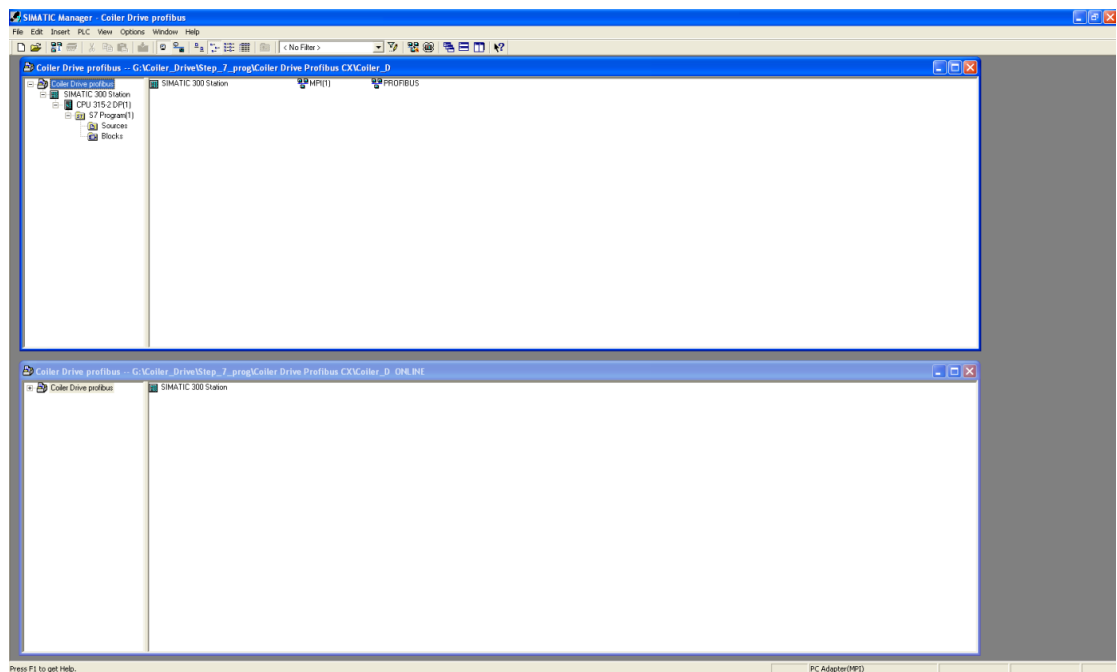 SIMATIC Manager - Coiler Drive profibus
File Edit Insert PLC View Options Window Help
< No Filter >
Coiler Drive profibus -- G:\Coiler_Drive\Step_7_prog\Coiler Drive Profibus CX\Coiler_D
Coiler Drive profibus
SIMATIC 300 Station
CPU 315-2 DP(1)
S7 Program(1)
Sources
Blocks
SIMATIC 300 Station MPI(1) PROFIBUS
Coiler Drive profibus -- G:\Coiler_Drive\Step_7_prog\Coiler Drive Profibus CX\Coiler_D ONLINE
Coiler Drive profibus
SIMATIC 300 Station
Press F1 to get Help.
PC Adapter(MPI)